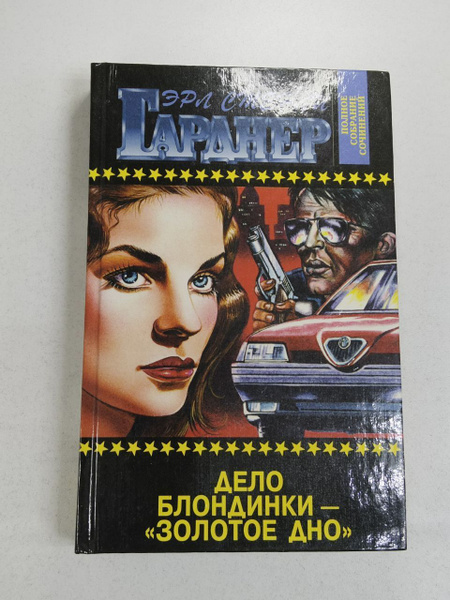 ЭРЛ
ГАРДНЕР
ПОЛНОЕ
СОБРАНИЕ
СОЧИНЕНИЙ
ДЕЛО
БЛОНДИНКИ —
«ЗОЛОТОЕ ДНО»